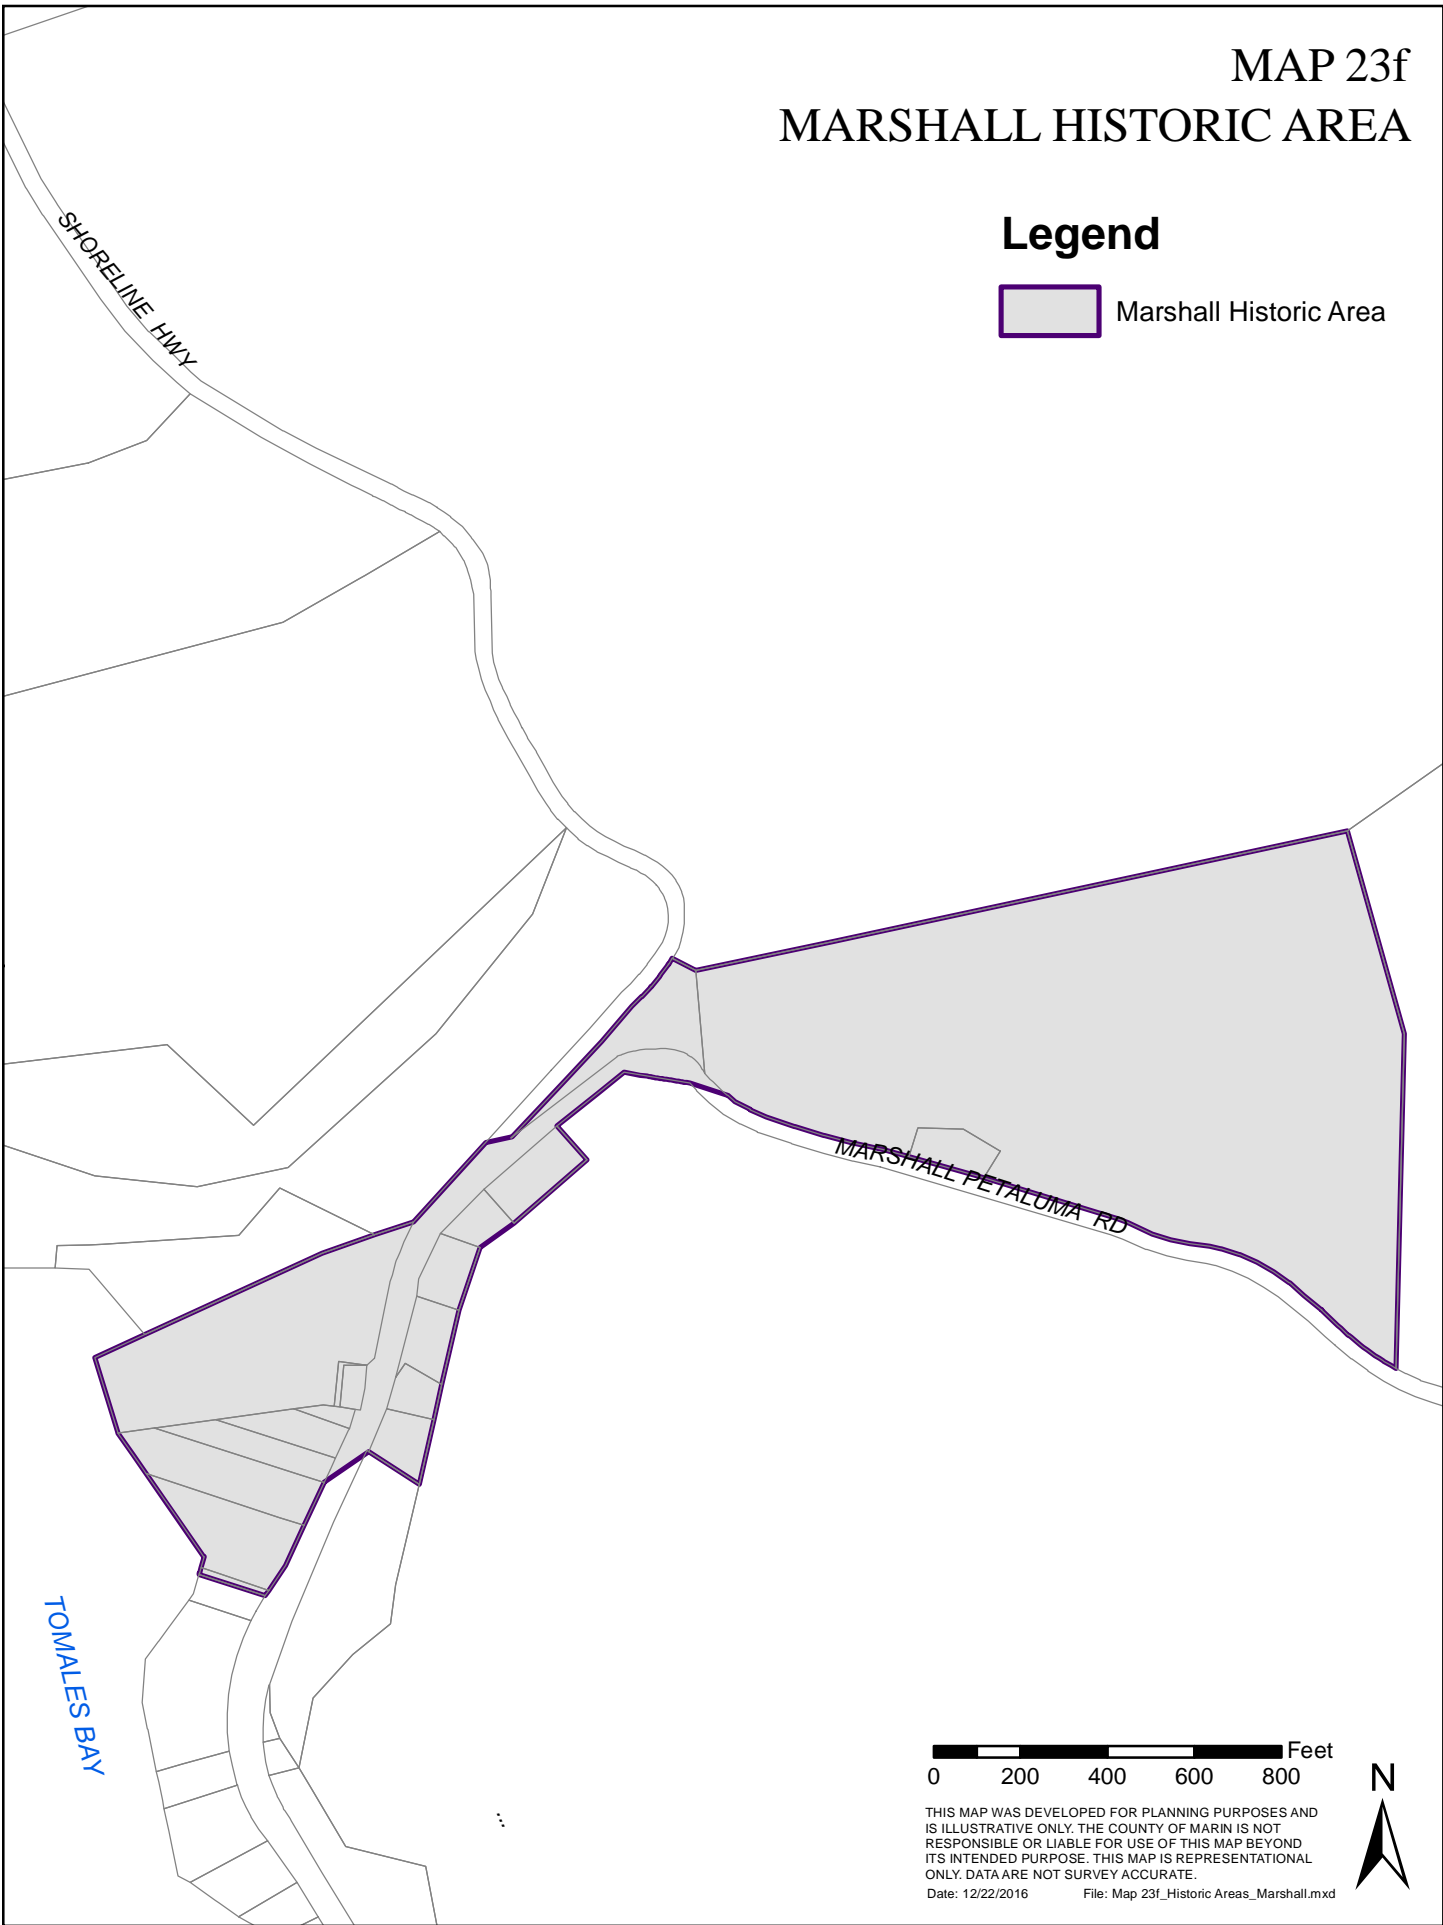 MAP 23f
MARSHALL HISTORIC AREA
Legend
Marshall Historic Area
SHORELINE HWY
MARSHALL PETALUMA RD
TOMALES BAY
Feet
0 200 400 600 800
N
THIS MAP WAS DEVELOPED FOR PLANNING PURPOSES AND
IS ILLUSTRATIVE ONLY. THE COUNTY OF MARIN IS NOT
RESPONSIBLE OR LIABLE FOR USE OF THIS MAP BEYOND
ITS INTENDED PURPOSE. THIS MAP IS REPRESENTATIONAL
ONLY. DATA ARE NOT SURVEY ACCURATE.
Date: 12/22/2016 File: Map 23f_Historic Areas_Marshall.mxd